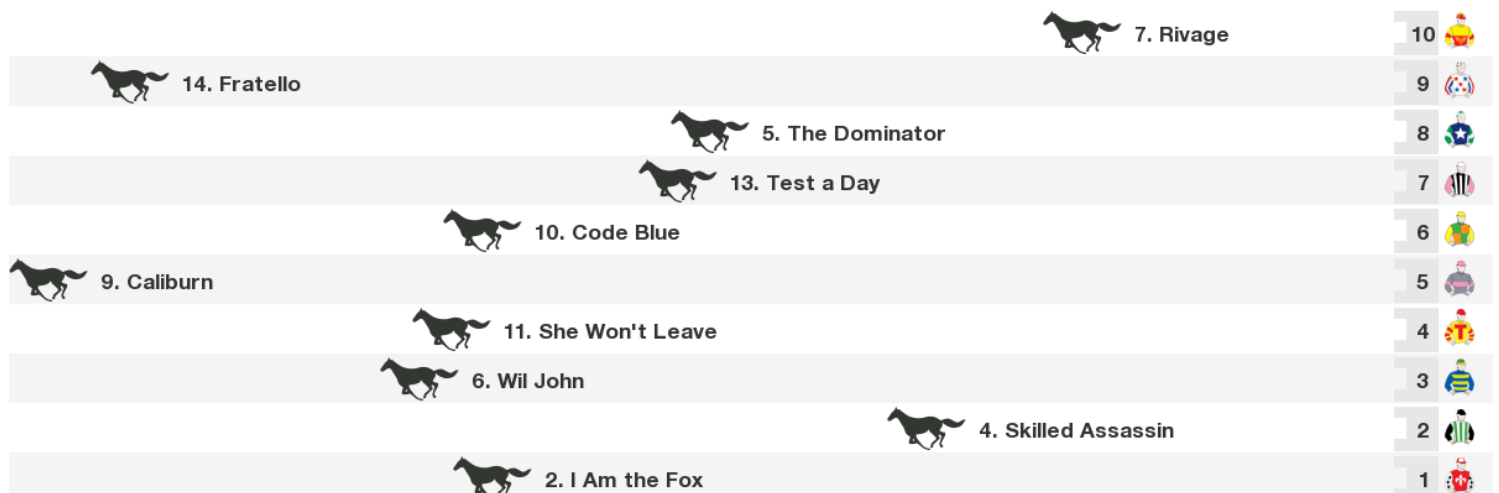 7. Rivage 10
14. Fratello 9
5. The Dominator 8
13. Test a Day 7
10. Code Blue 6
9. Caliburn 5
11. She Won't Leave 4
T
6. Wil John 3
4. Skilled Assassin 2
2. I Am the Fox 1